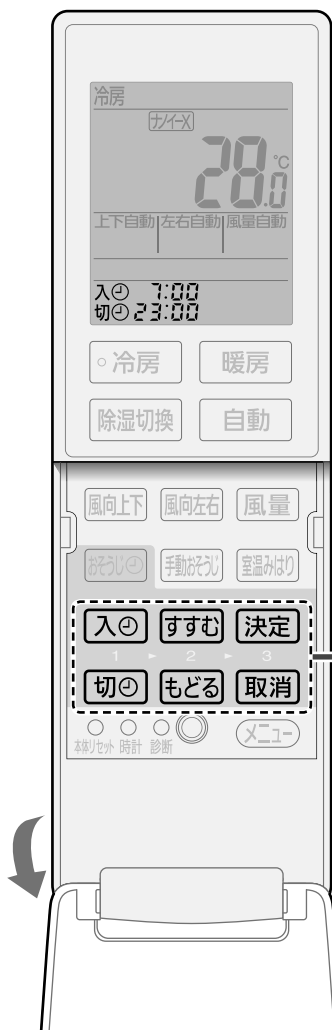 冷房
ナノイーX
28.0℃
上下自動 左右自動 風量自動
入 7:00
切 23:00
冷房 暖房
除湿切換 自動
風向上下 風向左右 風量
おそうじ 手動おそうじ 室温みはり
入 すすむ 決定
1 ► 2 ► 3
切 もどる 取消
本体リセット 時計 診断 メニュー